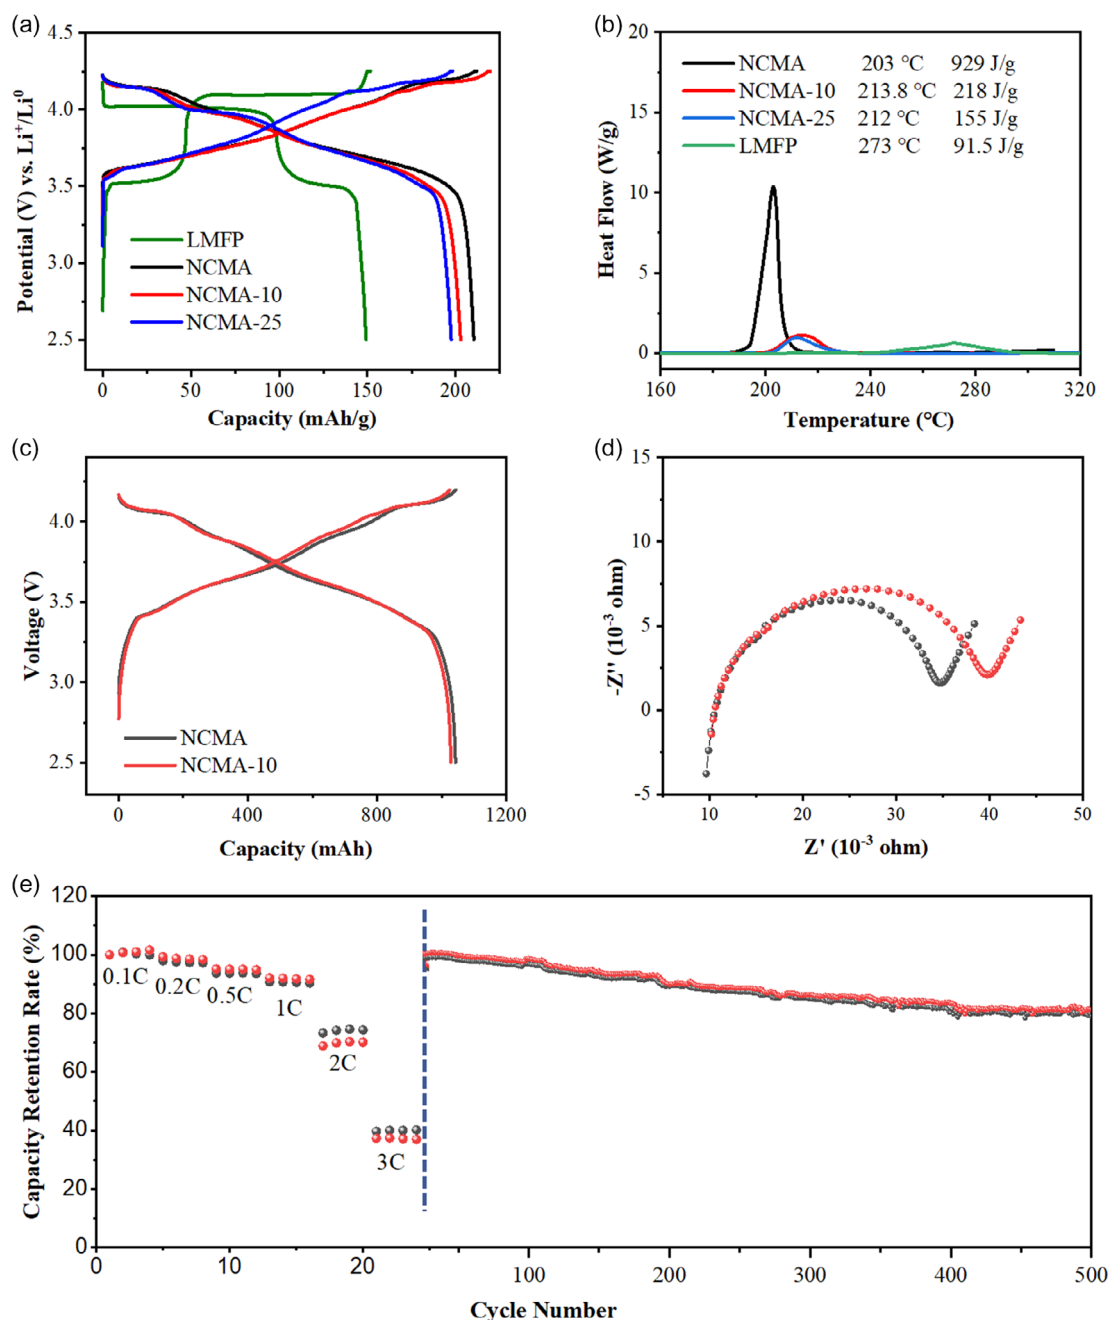 (a)
4.5
4.0
3.5
3.0
2.5
Potential (V) vs. Li⁺/Li⁰
LMFP
NCMA
NCMA-10
NCMA-25
0 50 100 150 200
Capacity (mAh/g)
(b)
20
15
10
5
0
Heat Flow (W/g)
NCMA 203 °C 929 J/g
NCMA-10 213.8 °C 218 J/g
NCMA-25 212 °C 155 J/g
LMFP 273 °C 91.5 J/g
160 200 240 280 320
Temperature (°C)
(c)
4.0
3.5
3.0
2.5
Voltage (V)
NCMA
NCMA-10
0 400 800 1200
Capacity (mAh)
(d)
15
10
5
0
-5
-Z'' (10⁻³ ohm)
10 20 30 40 50
Z' (10⁻³ ohm)
(e)
120
100
80
60
40
20
0
Capacity Retention Rate (%)
0.1C
0.2C
0.5C
1C
2C
3C
0 10 20 100 200 300 400 500
Cycle Number